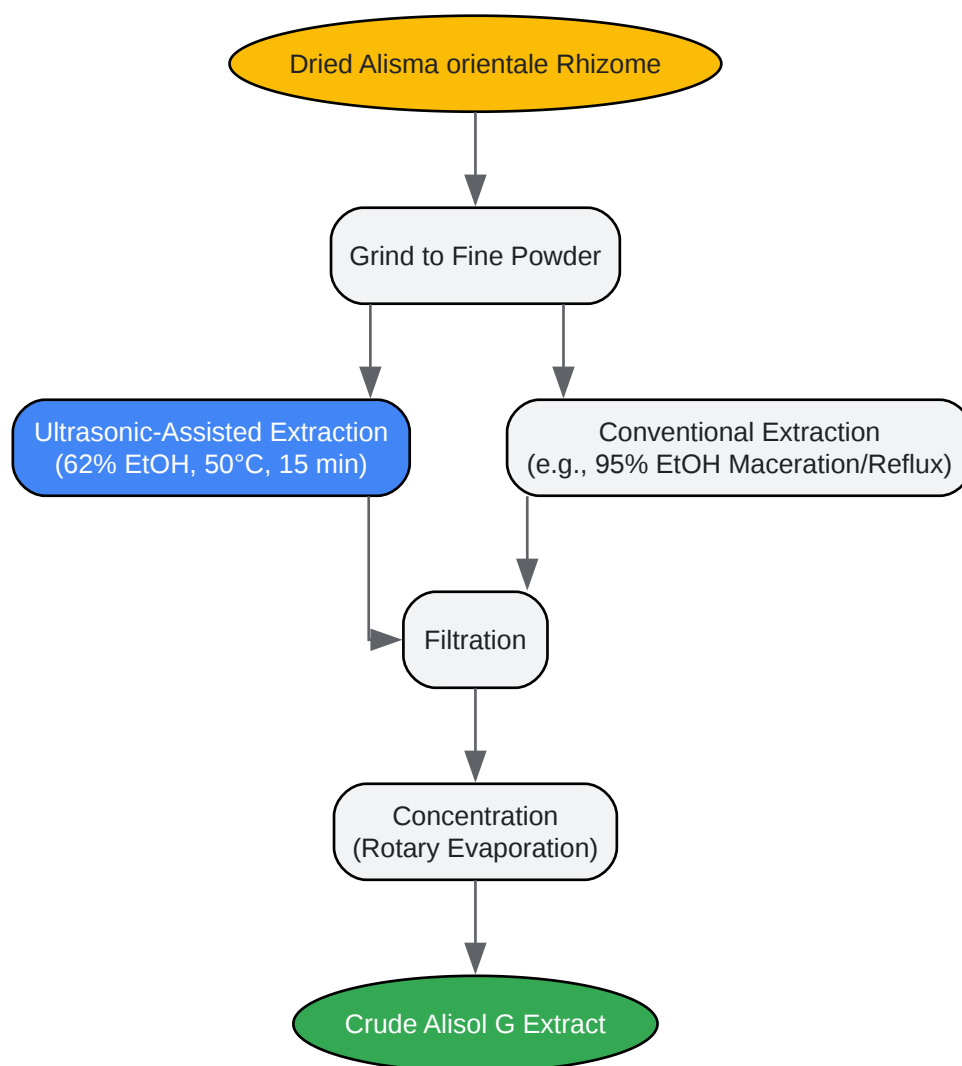 Dried Alisma orientale Rhizome
Grind to Fine Powder
Ultrasonic-Assisted Extraction
(62% EtOH, 50°C, 15 min)
Conventional Extraction
(e.g., 95% EtOH Maceration/Reflux)
Filtration
Concentration
(Rotary Evaporation)
Crude Alisol G Extract